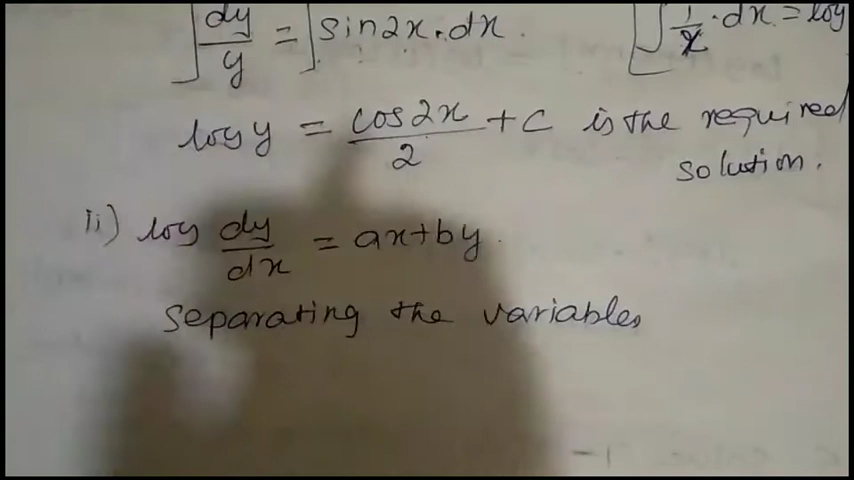 ∫ dy/y = ∫ sin2x · dx.
[ ∫ 1/x · dx = log
log y = cos2x/2 + c is the required
solution.
ii) log dy/dx = ax+by.
separating the variables